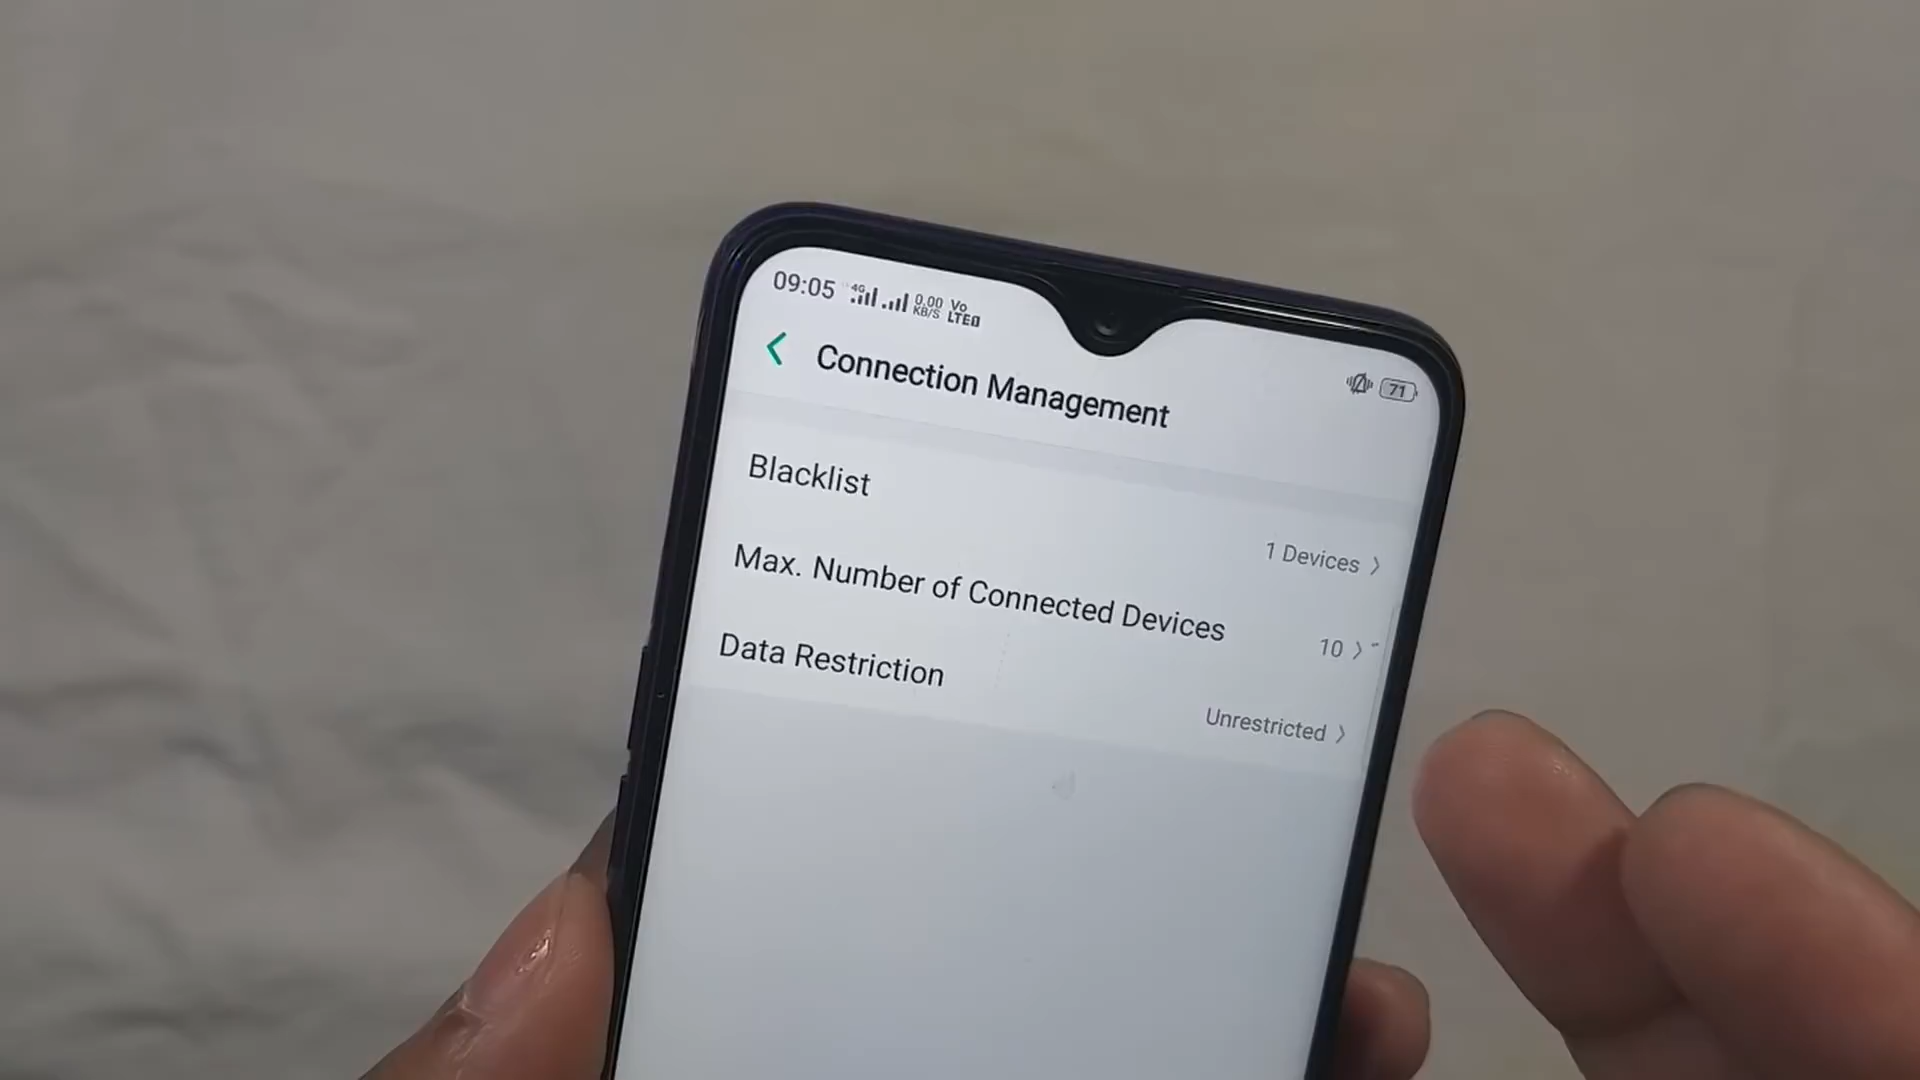 09:05 4G 0.00 KB/S Vo LTE 71
Connection Management
Blacklist
1 Devices
Max. Number of Connected Devices
10
Data Restriction
Unrestricted